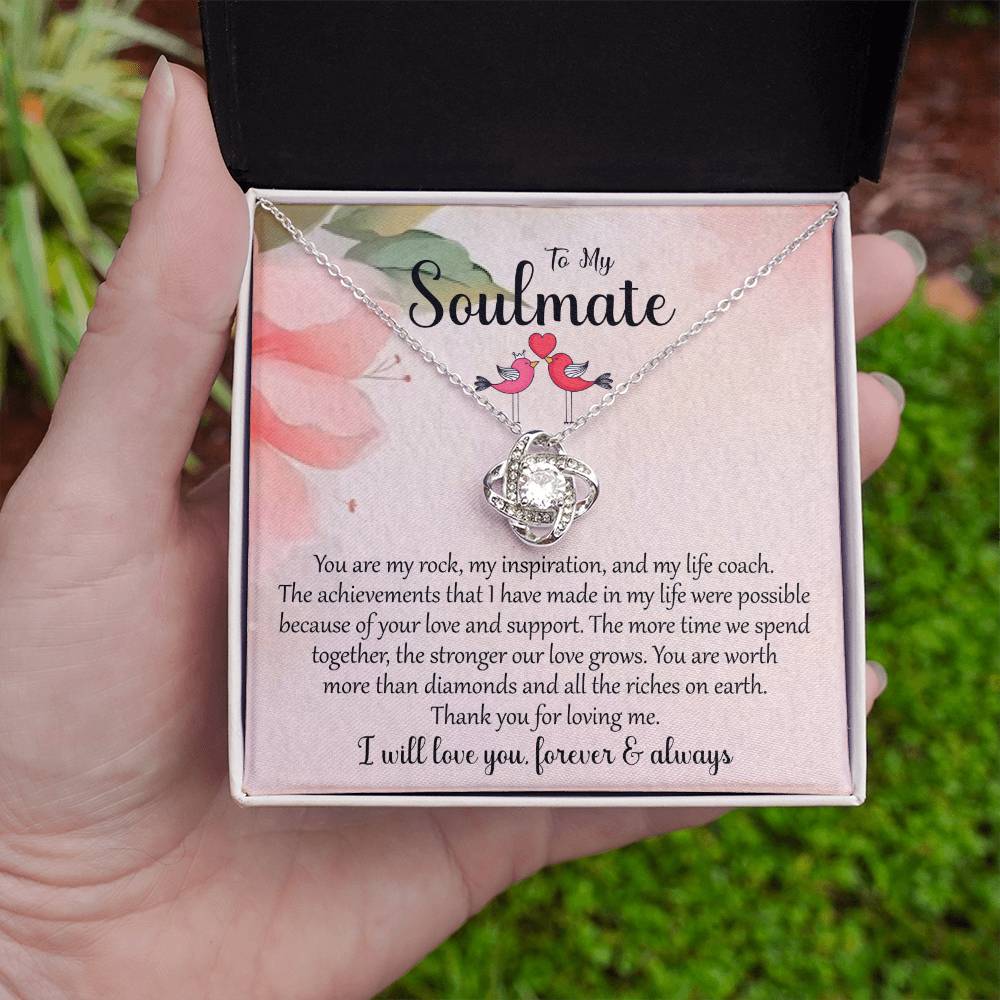 To My
Soulmate
You are my rock, my inspiration, and my life coach.
The achievements that I have made in my life were possible
because of your love and support. The more time we spend
together, the stronger our love grows. You are worth
more than diamonds and all the riches on earth.
Thank you for loving me.
I will love you, forever & always